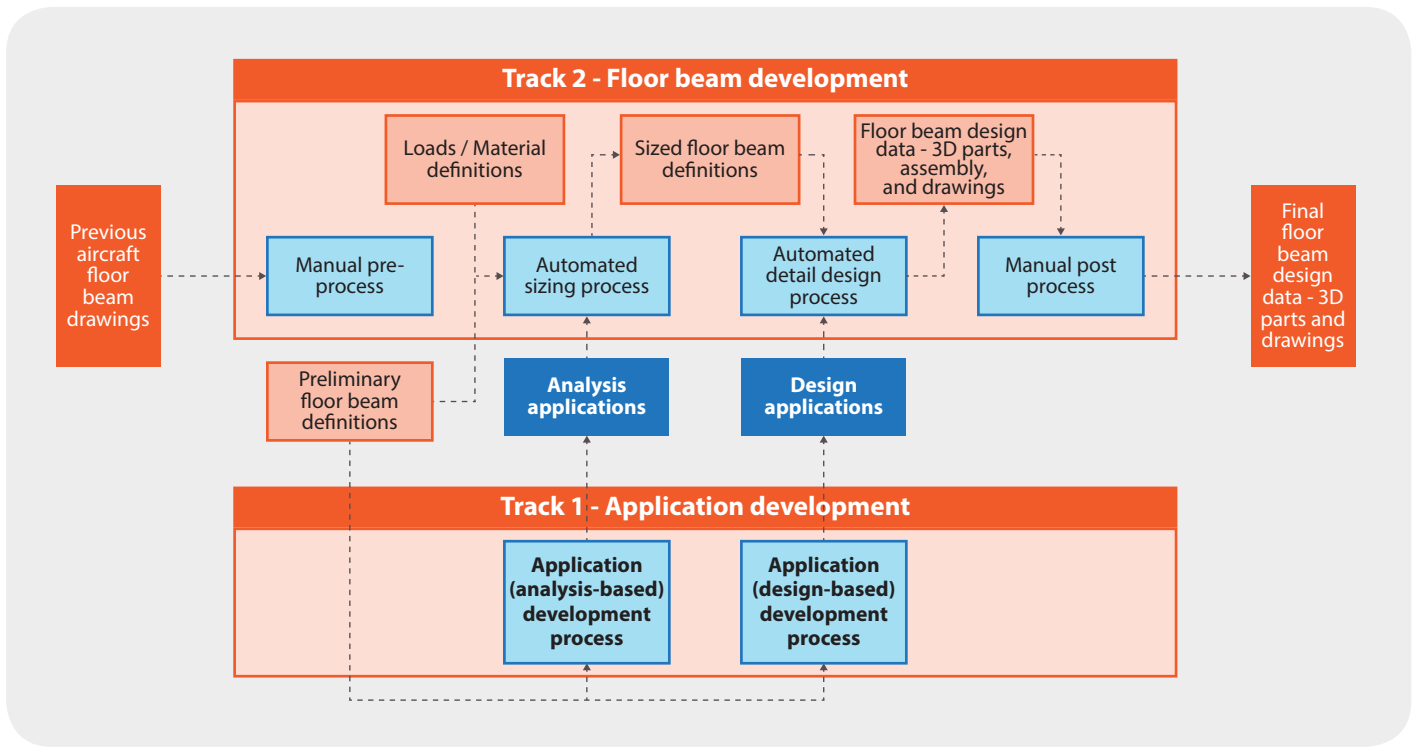 Track 2 - Floor beam development
Loads / Material
definitions
Sized floor beam
definitions
Floor beam design
data - 3D parts,
assembly,
and drawings
Previous
aircraft
floor
beam
drawings
Manual pre-
process
Automated
sizing process
Automated
detail design
process
Manual post
process
Final
floor
beam
design
data - 3D
parts and
drawings
Preliminary
floor beam
definitions
Analysis
applications
Design
applications
Track 1 - Application development
Application
(analysis-based)
development
process
Application
(design-based)
development
process